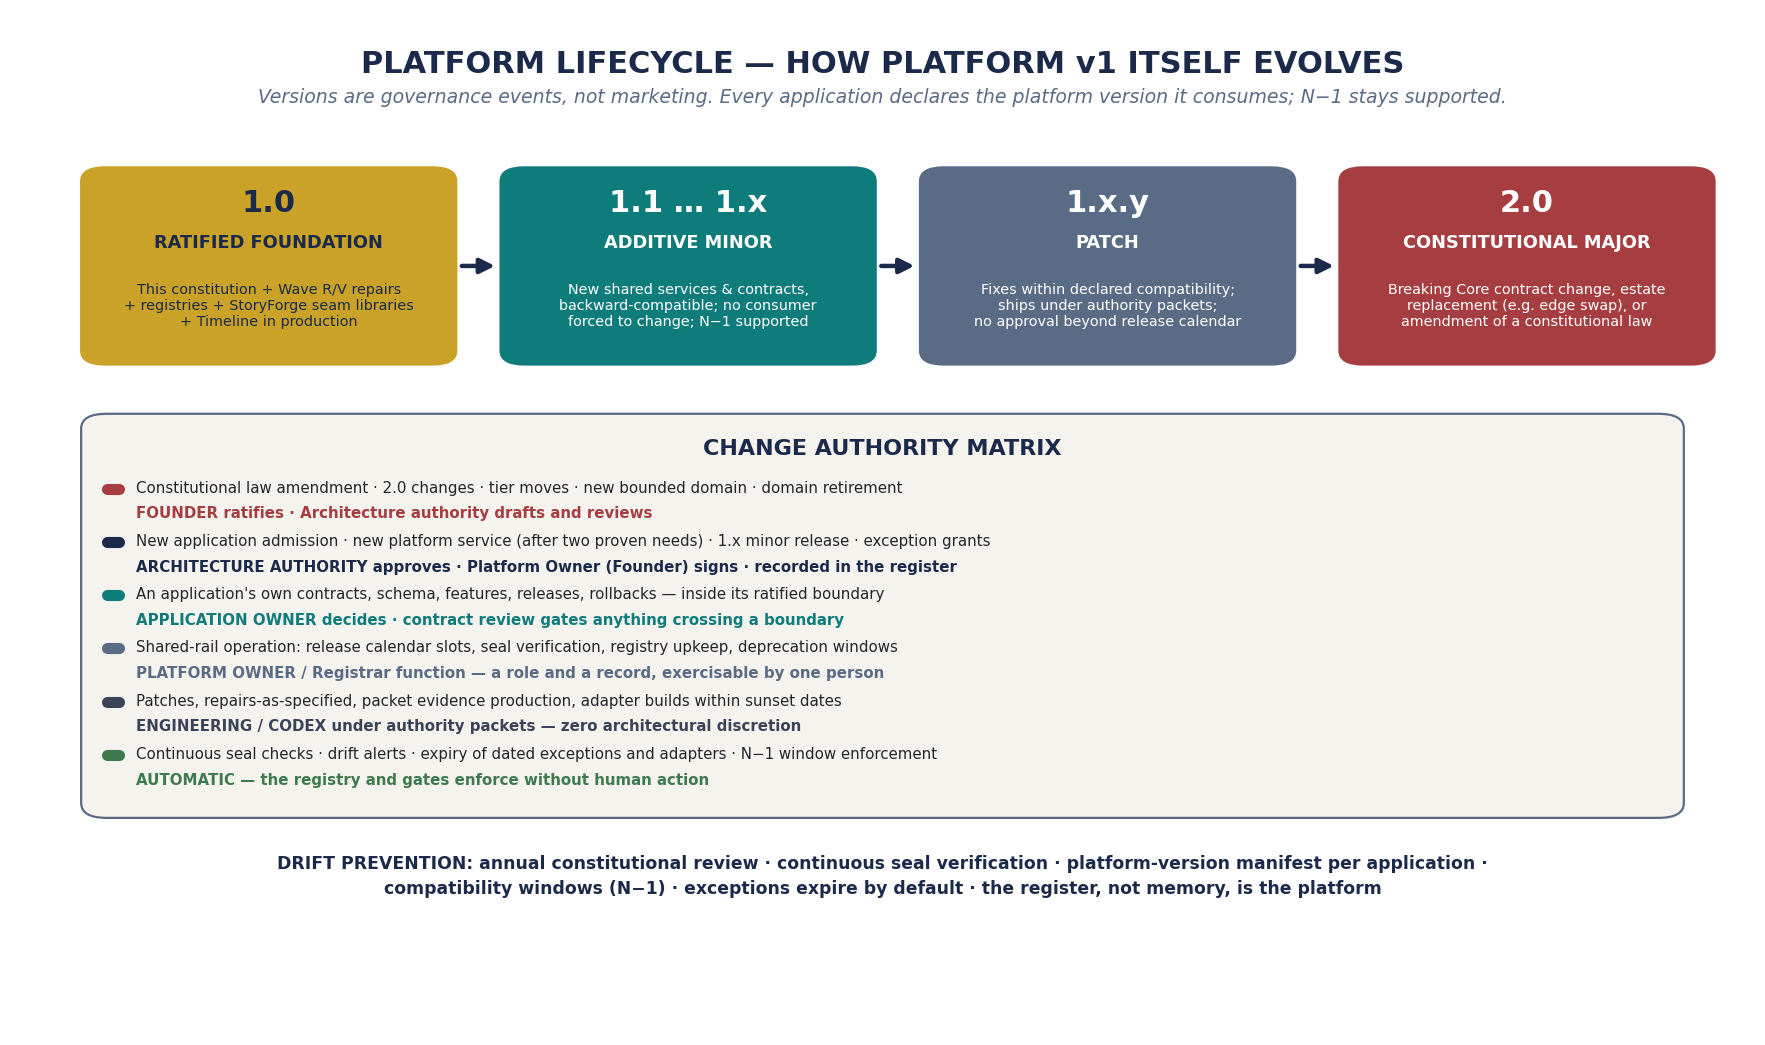 PLATFORM LIFECYCLE — HOW PLATFORM v1 ITSELF EVOLVES
Versions are governance events, not marketing. Every application declares the platform version it consumes; N−1 stays supported.
1.0
RATIFIED FOUNDATION
This constitution + Wave R/V repairs
+ registries + StoryForge seam libraries
+ Timeline in production
1.1 … 1.x
ADDITIVE MINOR
New shared services & contracts,
backward-compatible; no consumer
forced to change; N−1 supported
1.x.y
PATCH
Fixes within declared compatibility;
ships under authority packets;
no approval beyond release calendar
2.0
CONSTITUTIONAL MAJOR
Breaking Core contract change, estate
replacement (e.g. edge swap), or
amendment of a constitutional law
CHANGE AUTHORITY MATRIX
Constitutional law amendment · 2.0 changes · tier moves · new bounded domain · domain retirement
FOUNDER ratifies · Architecture authority drafts and reviews
New application admission · new platform service (after two proven needs) · 1.x minor release · exception grants
ARCHITECTURE AUTHORITY approves · Platform Owner (Founder) signs · recorded in the register
An application's own contracts, schema, features, releases, rollbacks — inside its ratified boundary
APPLICATION OWNER decides · contract review gates anything crossing a boundary
Shared-rail operation: release calendar slots, seal verification, registry upkeep, deprecation windows
PLATFORM OWNER / Registrar function — a role and a record, exercisable by one person
Patches, repairs-as-specified, packet evidence production, adapter builds within sunset dates
ENGINEERING / CODEX under authority packets — zero architectural discretion
Continuous seal checks · drift alerts · expiry of dated exceptions and adapters · N−1 window enforcement
AUTOMATIC — the registry and gates enforce without human action
DRIFT PREVENTION: annual constitutional review · continuous seal verification · platform-version manifest per application ·
compatibility windows (N−1) · exceptions expire by default · the register, not memory, is the platform